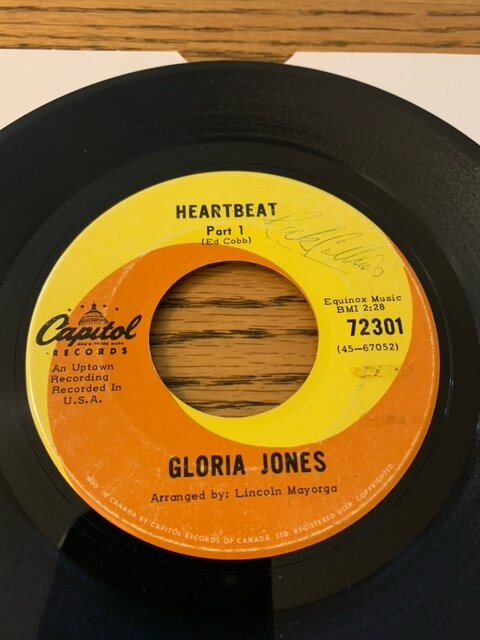 HEARTBEAT
Part 1
(Ed Cobb)
Equinox Music
BMI 2:28
72301
(45—67052)
Capitol
RECORDS
An Uptown
Recording
Recorded In
U.S.A.
GLORIA JONES
Arranged by: Lincoln Mayorga
IN CANADA BY CAPITOL RECORDS OF CANADA, LTD. REGISTERED USER. COPYRIGHTED.